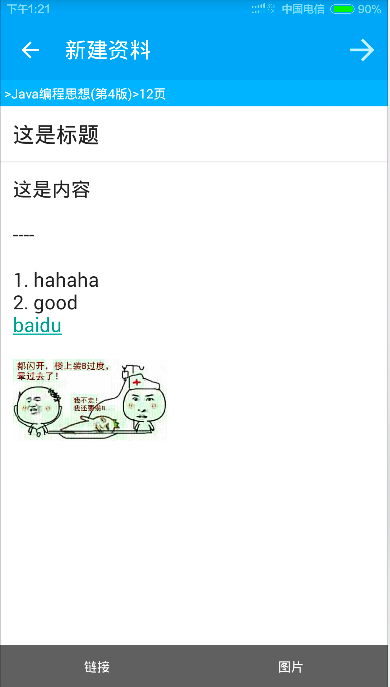 下午1:21
中国电信
90%
新建资料
>Java编程思想(第4版)>12页
这是标题
这是内容
----
1. hahaha
2. good
baidu
都闪开，楼上装B过度，
晕过去了！
我不走！
我还要装B
链接
图片